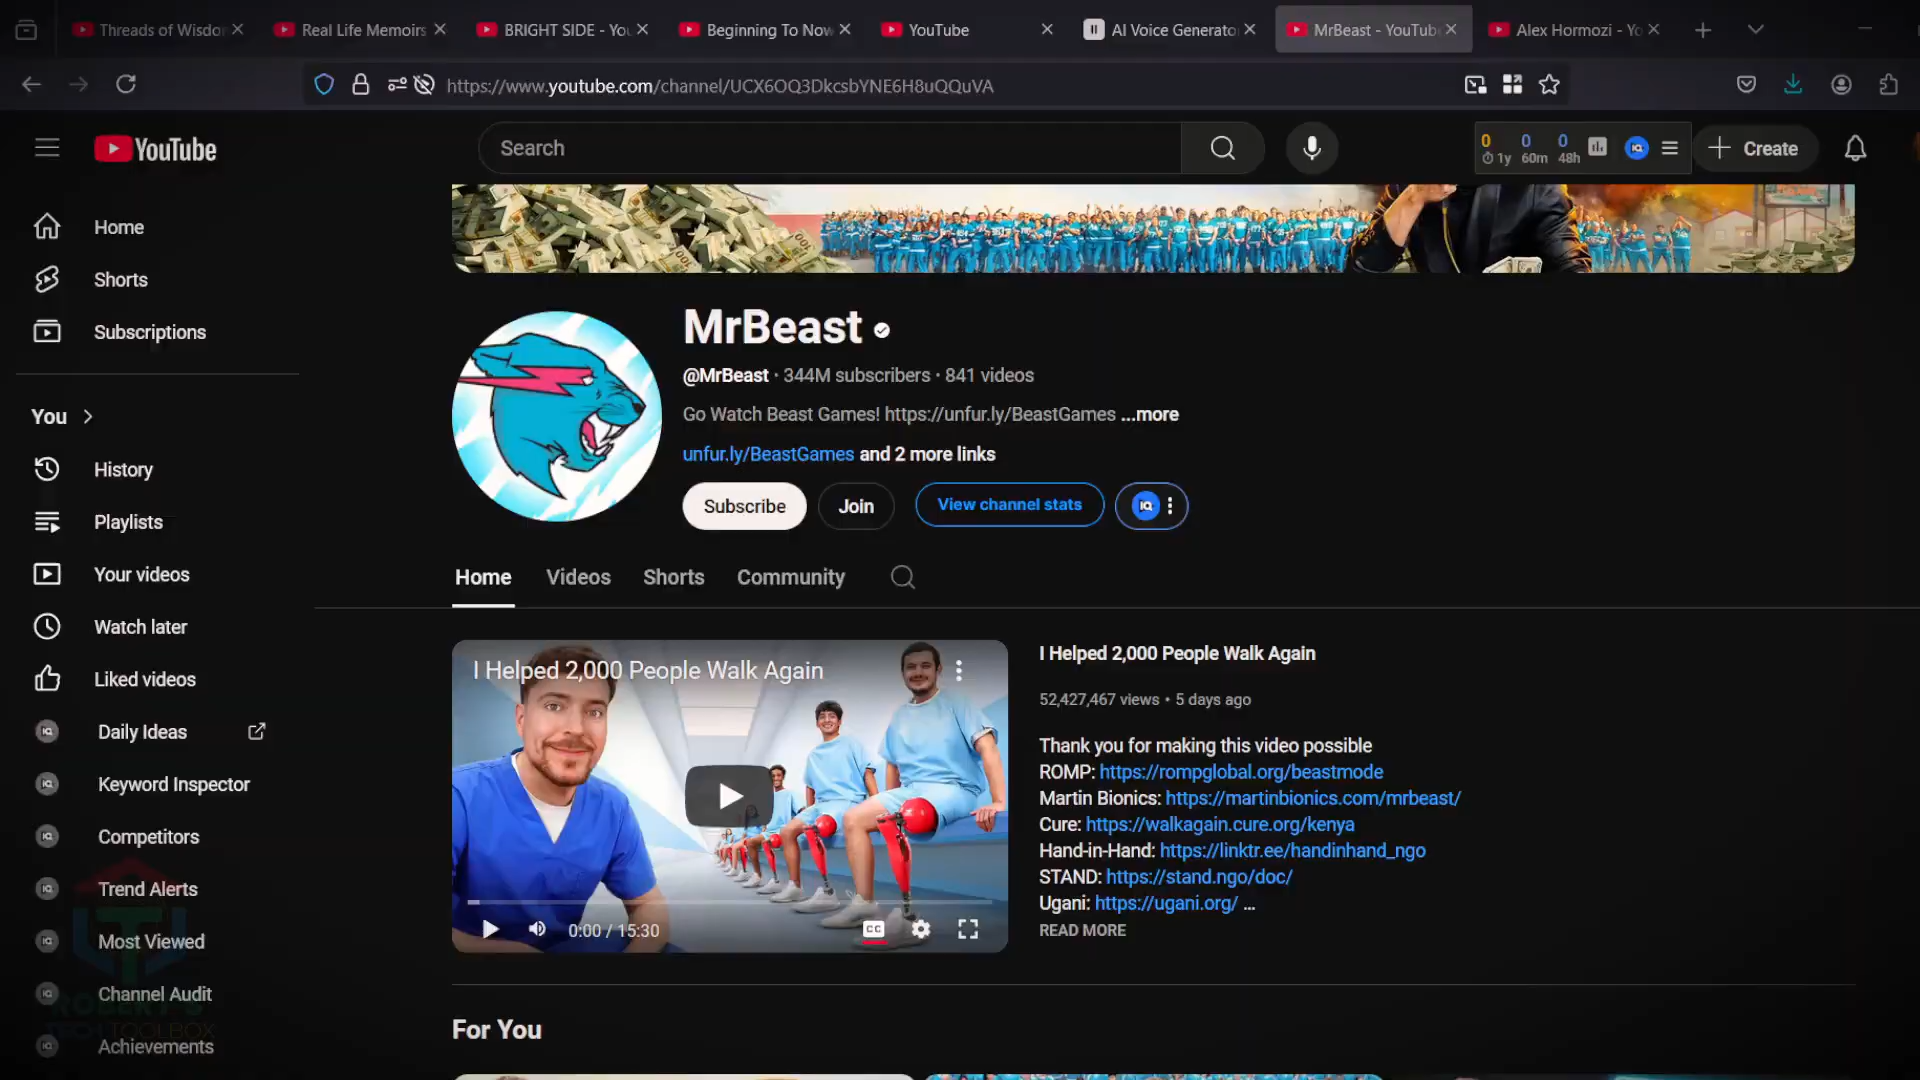 Threads of Wisdo
Real Life Memoirs
BRIGHT SIDE - You
Beginning To Now
YouTube
AI Voice Generato
MrBeast - YouTub
Alex Hormozi - Yo
https://www.youtube.com/channel/UCX6OQ3DkcsbYNE6H8uQQuVA
YouTube
Search
0 0 0
1y 60m 48h
Create
Home
Shorts
Subscriptions
You
History
Playlists
Your videos
Watch later
Liked videos
Daily Ideas
Keyword Inspector
Competitors
Trend Alerts
Most Viewed
Channel Audit
Achievements
MrBeast
@MrBeast · 344M subscribers · 841 videos
Go Watch Beast Games! https://unfur.ly/BeastGames ...more
unfur.ly/BeastGames and 2 more links
Subscribe
Join
View channel stats
Home
Videos
Shorts
Community
I Helped 2,000 People Walk Again
0:00 / 15:30
CC
I Helped 2,000 People Walk Again
52,427,467 views • 5 days ago
Thank you for making this video possible
ROMP: https://rompglobal.org/beastmode
Martin Bionics: https://martinbionics.com/mrbeast/
Cure: https://walkagain.cure.org/kenya
Hand-in-Hand: https://linktr.ee/handinhand_ngo
STAND: https://stand.ngo/doc/
Ugani: https://ugani.org/ ...
READ MORE
For You